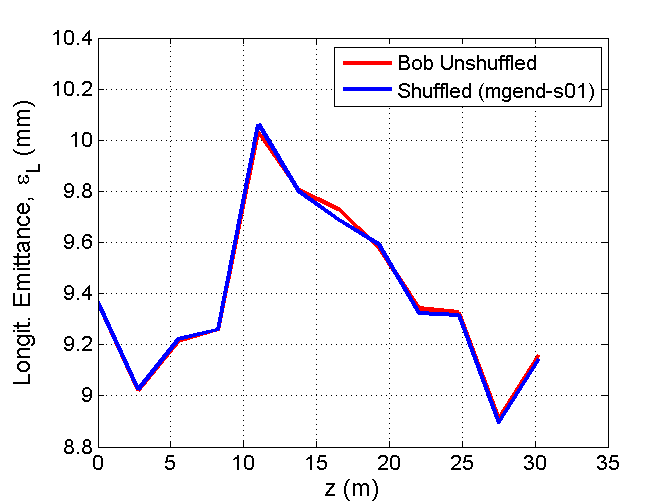 10.4
10.2
10
9.8
9.6
9.4
9.2
9
8.8
Longit. Emittance, ε_L (mm)
Bob Unshuffled
Shuffled (mgend-s01)
0 5 10 15 20 25 30 35
z (m)